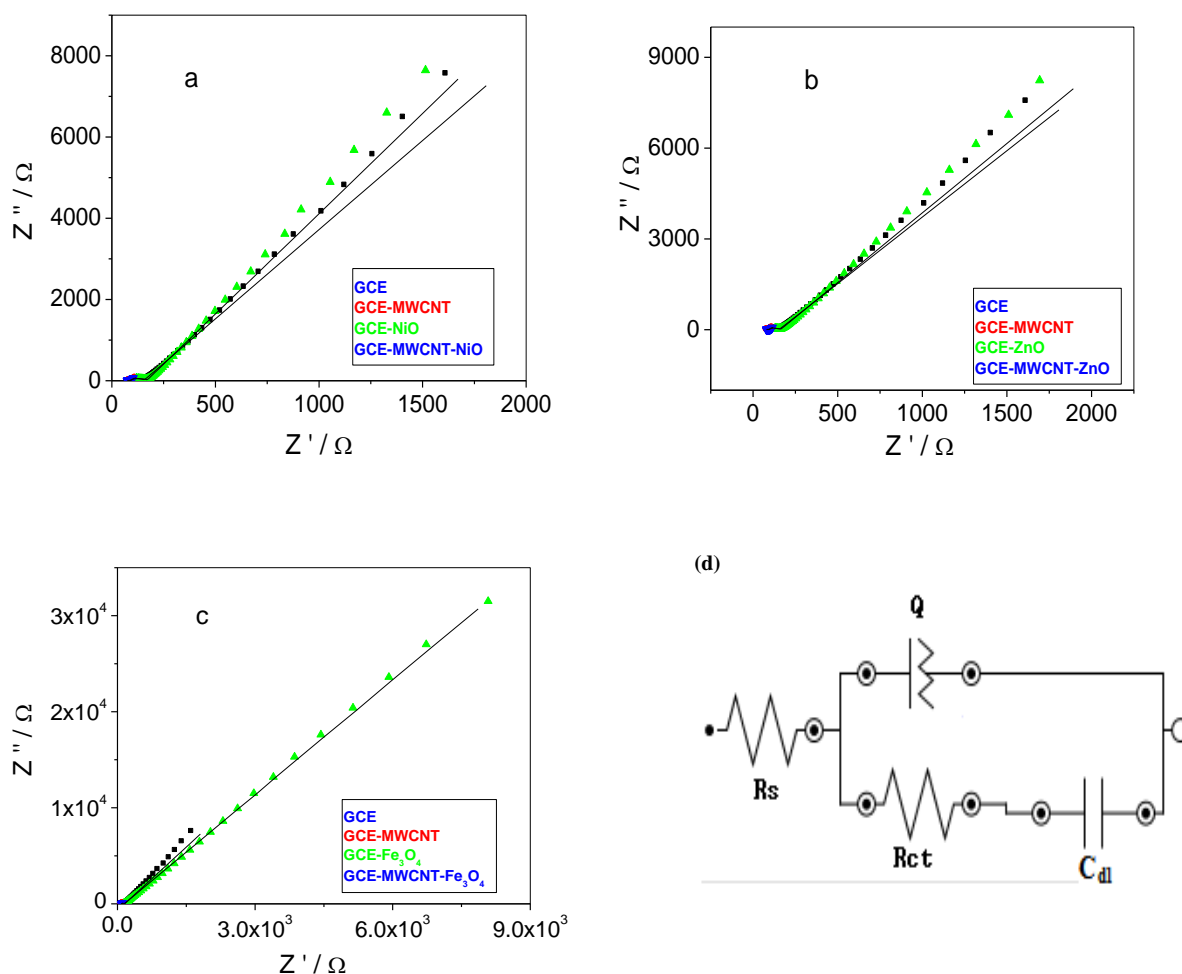 a
8000
6000
4000
2000
0
0 500 1000 1500 2000
Z ''/ Ω
Z '/ Ω
GCE
GCE-MWCNT
GCE-NiO
GCE-MWCNT-NiO
b
9000
6000
3000
0
0 500 1000 1500 2000
Z ''/ Ω
Z '/ Ω
GCE
GCE-MWCNT
GCE-ZnO
GCE-MWCNT-ZnO
c
3x10⁴
2x10⁴
1x10⁴
0
0.0 3.0x10³ 6.0x10³ 9.0x10³
Z ''/ Ω
Z '/ Ω
GCE
GCE-MWCNT
GCE-Fe₃O₄
GCE-MWCNT-Fe₃O₄
(d)
Q
Rs
Rct
C_dl